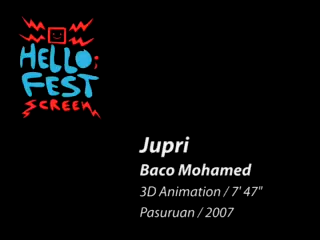 HELLO;
FEST
SCREEN
Jupri
Baco Mohamed
3D Animation / 7' 47"
Pasuruan / 2007